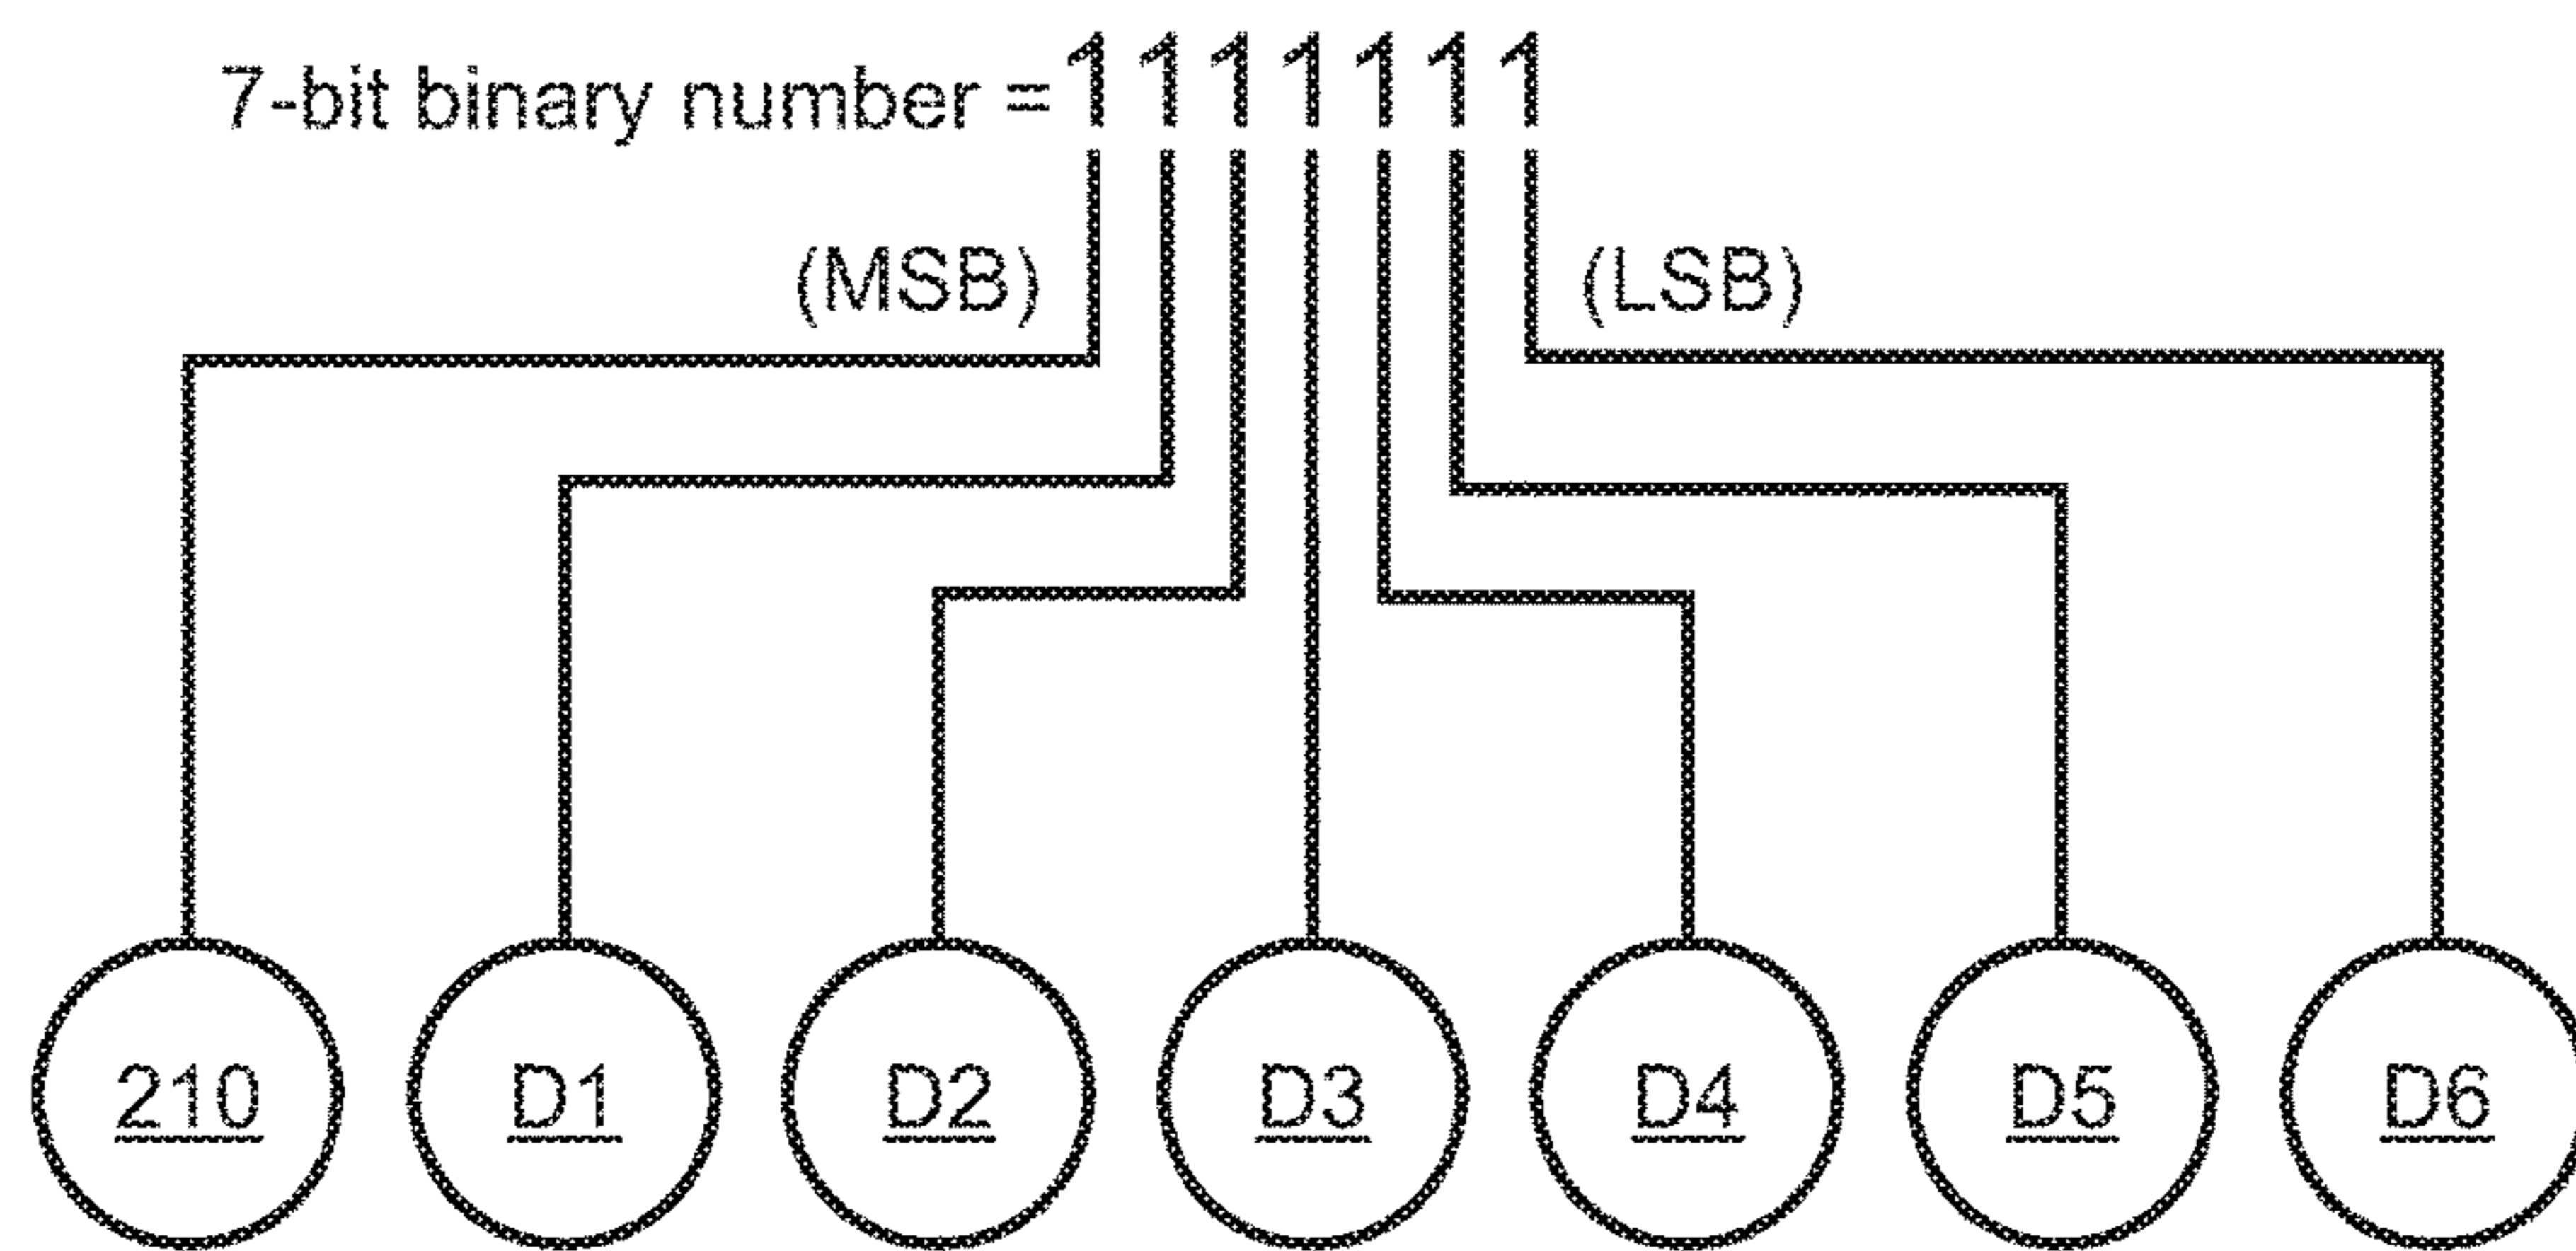 7-bit binary number = 1 1 1 1 1 1 1
(MSB) (LSB)
210 D1 D2 D3 D4 D5 D6